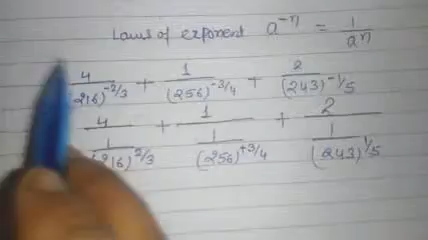 Laws of exponent a^-n = 1/a^n
4/(216)^-2/3 + 1/(256)^-3/4 + 2/(243)^-1/5
4/(1/(216)^2/3) + 1/(1/(256)^+3/4) + 2/(1/(243)^1/5)